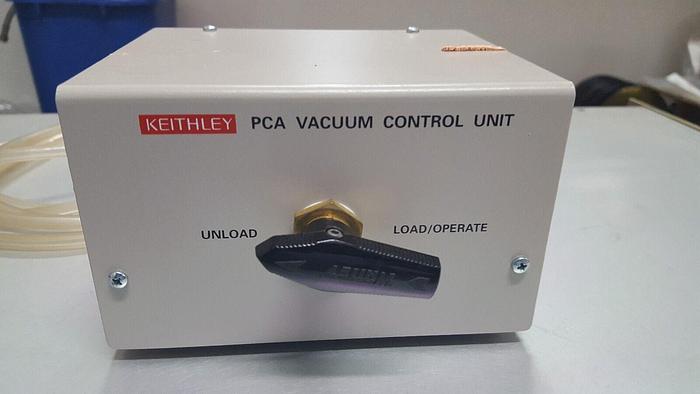 KEITHLEY PCA VACUUM CONTROL UNIT
UNLOAD LOAD/OPERATE